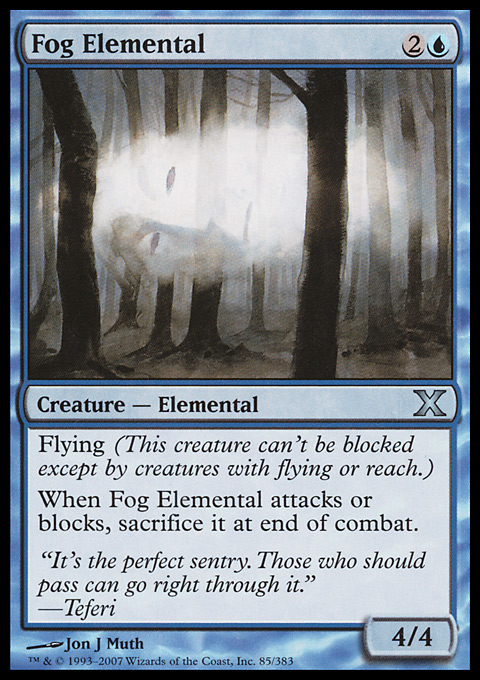 Fog Elemental 2
Creature — Elemental X
Flying (This creature can't be blocked
except by creatures with flying or reach.)
When Fog Elemental attacks or
blocks, sacrifice it at end of combat.
"It's the perfect sentry. Those who should
pass can go right through it."
—Teferi
4/4
Jon J Muth
™ & © 1993–2007 Wizards of the Coast, Inc. 85/383